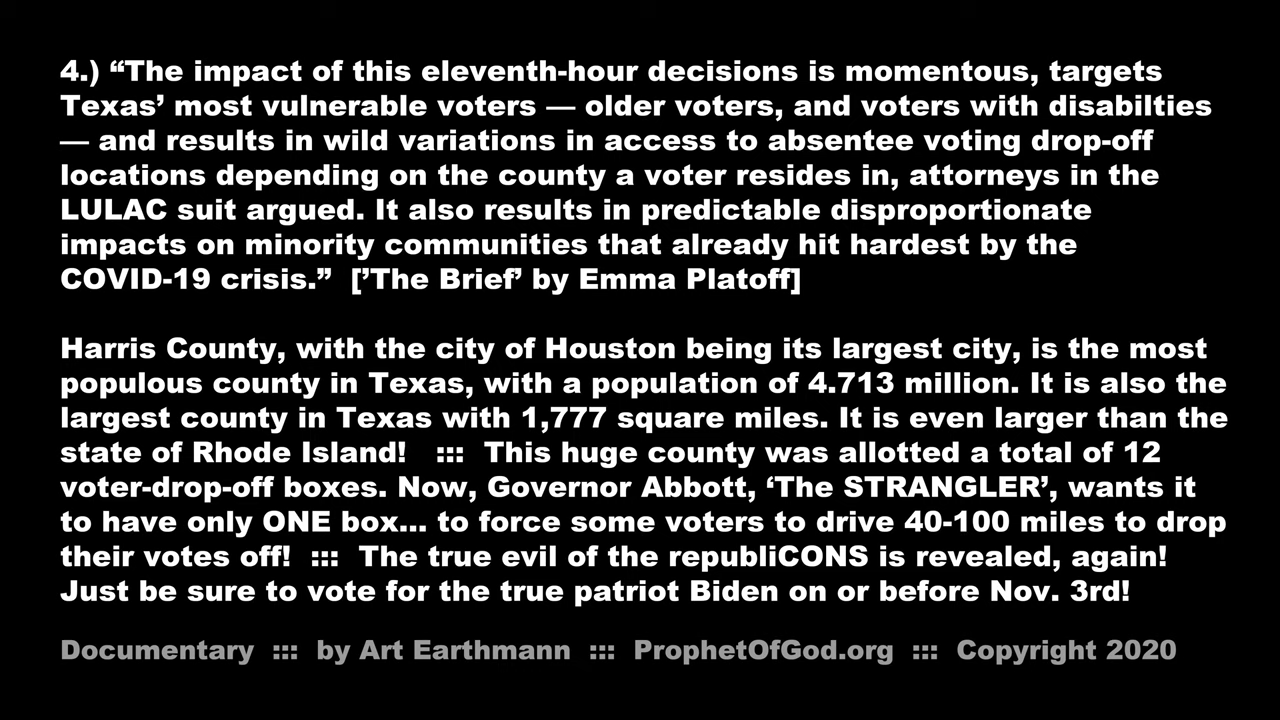 4.) “The impact of this eleventh-hour decisions is momentous, targets
Texas’ most vulnerable voters — older voters, and voters with disabilties
— and results in wild variations in access to absentee voting drop-off
locations depending on the county a voter resides in, attorneys in the
LULAC suit argued. It also results in predictable disproportionate
impacts on minority communities that already hit hardest by the
COVID-19 crisis.”  [’The Brief’ by Emma Platoff]
Harris County, with the city of Houston being its largest city, is the most
populous county in Texas, with a population of 4.713 million. It is also the
largest county in Texas with 1,777 square miles. It is even larger than the
state of Rhode Island!   :::  This huge county was allotted a total of 12
voter-drop-off boxes. Now, Governor Abbott, ‘The STRANGLER’, wants it
to have only ONE box... to force some voters to drive 40-100 miles to drop
their votes off!  :::  The true evil of the republiCONS is revealed, again!
Just be sure to vote for the true patriot Biden on or before Nov. 3rd!
Documentary  :::  by Art Earthmann  :::  ProphetOfGod.org  :::  Copyright 2020